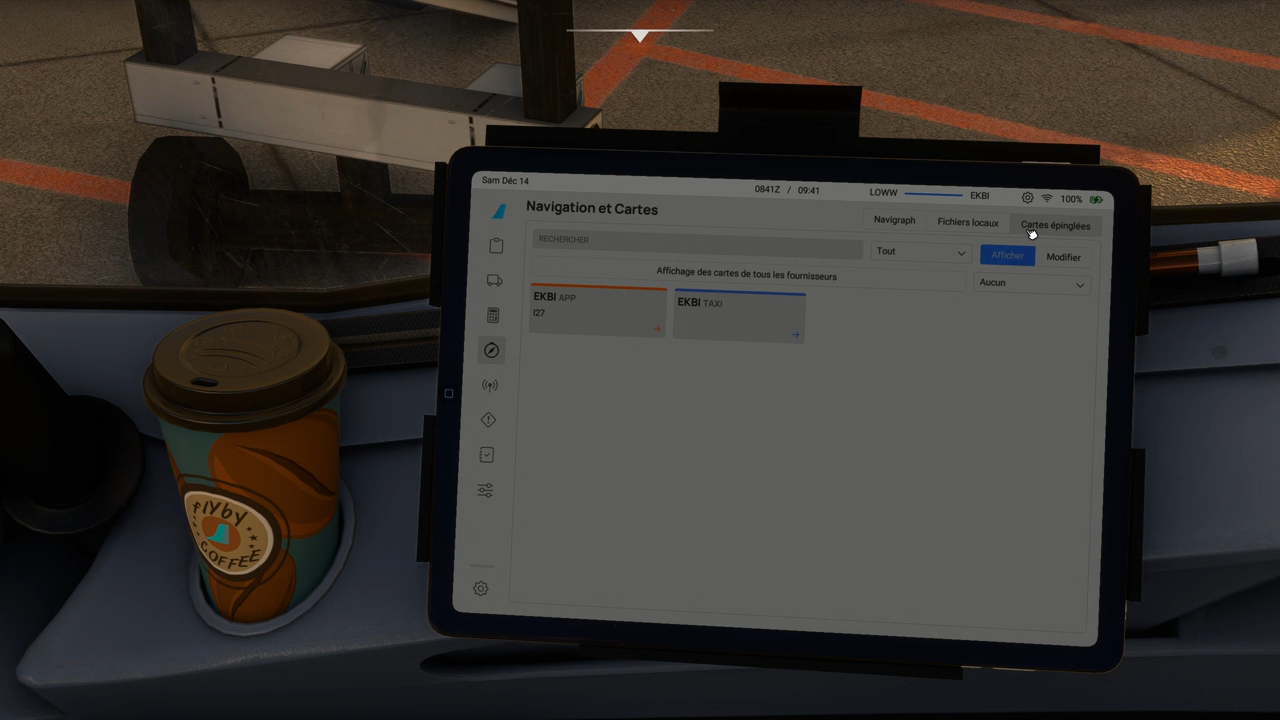 Sam Déc 14
0841Z / 09:41
LOWW
EKBI
100%
Navigation et Cartes
Navigraph
Fichiers locaux
Cartes épinglées
RECHERCHER
Tout
Afficher
Modifier
Affichage des cartes de tous les fournisseurs
Aucun
EKBI APP
I27
EKBI TAXI
flyby
COFFEE